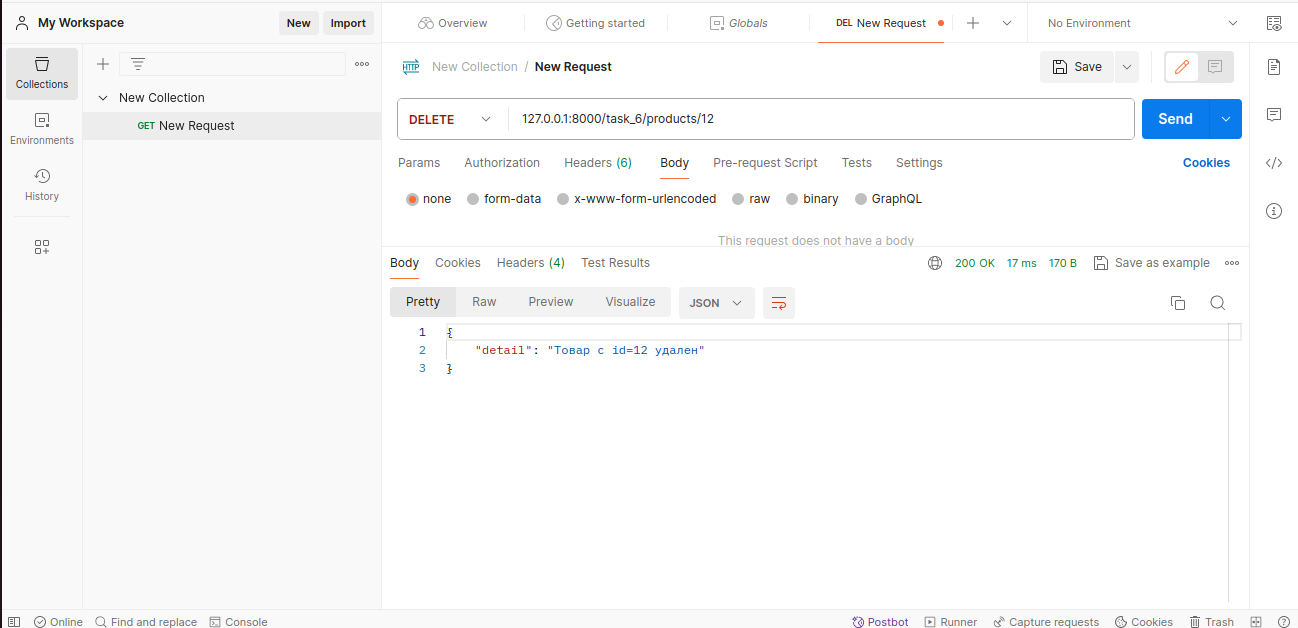 My Workspace New Import Overview Getting started Globals DEL New Request No Environment
Collections
Environments
History
New Collection
GET New Request
HTTP New Collection / New Request Save
DELETE 127.0.0.1:8000/task_6/products/12 Send
Params Authorization Headers (6) Body Pre-request Script Tests Settings Cookies
none form-data x-www-form-urlencoded raw binary GraphQL
This request does not have a body
Body Cookies Headers (4) Test Results 200 OK 17 ms 170 B Save as example
Pretty Raw Preview Visualize JSON
1 {
2 "detail": "Товар с id=12 удален"
3 }
Online Find and replace Console Postbot Runner Capture requests Cookies Trash